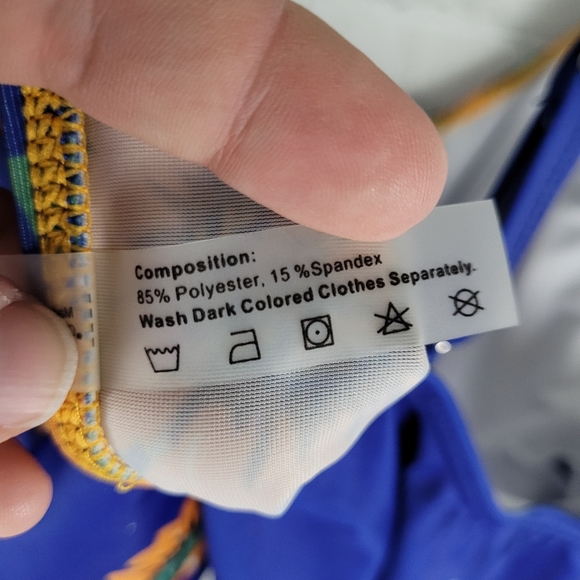 Composition:
85% Polyester, 15 %Spandex
Wash Dark Colored Clothes Separately.